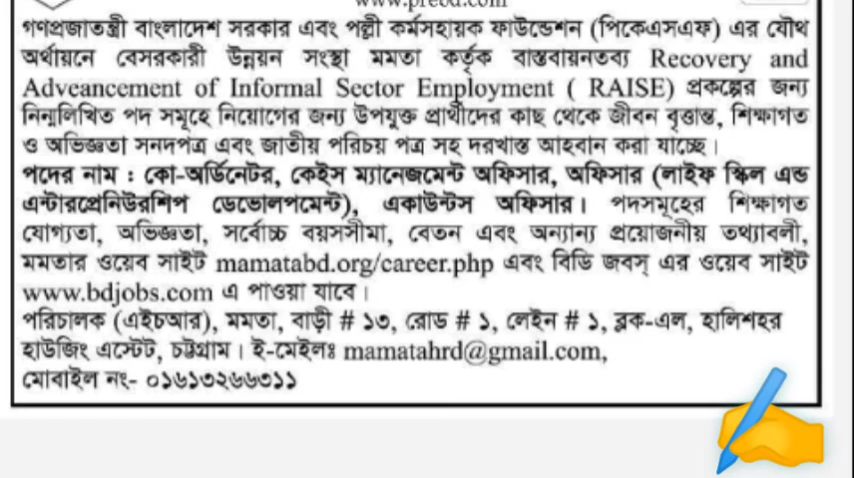 www.prebd.com
গণপ্রজাতন্ত্রী বাংলাদেশ সরকার এবং পল্লী কর্মসহায়ক ফাউন্ডেশন (পিকেএসএফ) এর যৌথ
অর্থায়নে বেসরকারী উন্নয়ন সংস্থা মমতা কর্তৃক বাস্তবায়নতব্য Recovery and
Adveancement of Informal Sector Employment ( RAISE) প্রকল্পের জন্য
নিম্নলিখিত পদ সমূহে নিয়োগের জন্য উপযুক্ত প্রার্থীদের কাছ থেকে জীবন বৃত্তান্ত, শিক্ষাগত
ও অভিজ্ঞতা সনদপত্র এবং জাতীয় পরিচয় পত্র সহ দরখাস্ত আহবান করা যাচ্ছে।
পদের নাম : কো-অর্ডিনেটর, কেইস ম্যানেজমেন্ট অফিসার, অফিসার (লাইফ স্কিল এন্ড
এন্টারপ্রেনিউরশিপ ডেভোলপমেন্ট), একাউন্টস অফিসার। পদসমূহের শিক্ষাগত
যোগ্যতা, অভিজ্ঞতা, সর্বোচ্চ বয়সসীমা, বেতন এবং অন্যান্য প্রয়োজনীয় তথ্যাবলী,
মমতার ওয়েব সাইট mamatabd.org/career.php এবং বিডি জবস্ এর ওয়েব সাইট
www.bdjobs.com এ পাওয়া যাবে।
পরিচালক (এইচআর), মমতা, বাড়ী # ১৩, রোড # ১, লেইন # ১, ব্লক-এল, হালিশহর
হাউজিং এস্টেট, চট্টগ্রাম। ই-মেইলঃ mamatahrd@gmail.com,
মোবাইল নং- ০১৬১৩২৬৬৩১১